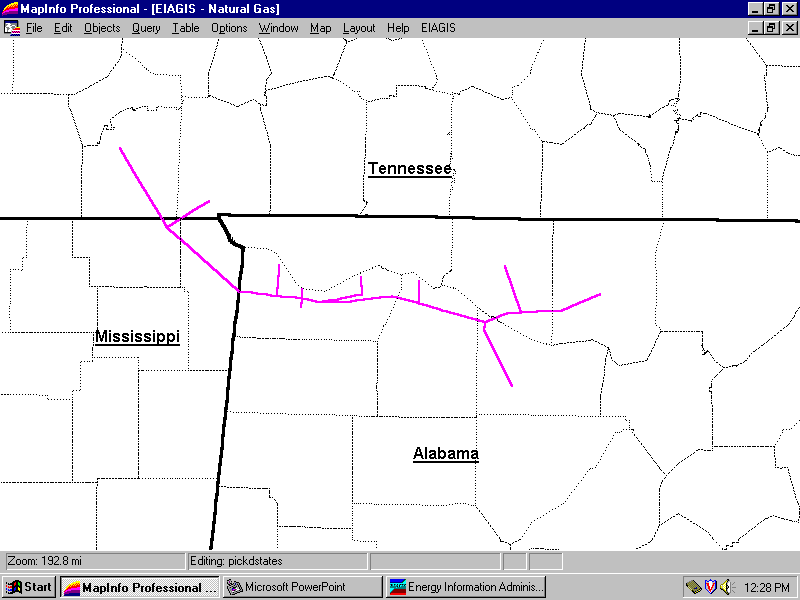 MapInfo Professional - [EIAGIS - Natural Gas]
File Edit Objects Query Table Options Window Map Layout Help EIAGIS
Tennessee
Mississippi
Alabama
Zoom: 192.8 mi Editing: pickdstates
Start MapInfo Professional ... Microsoft PowerPoint Energy Information Adminis... 12:28 PM